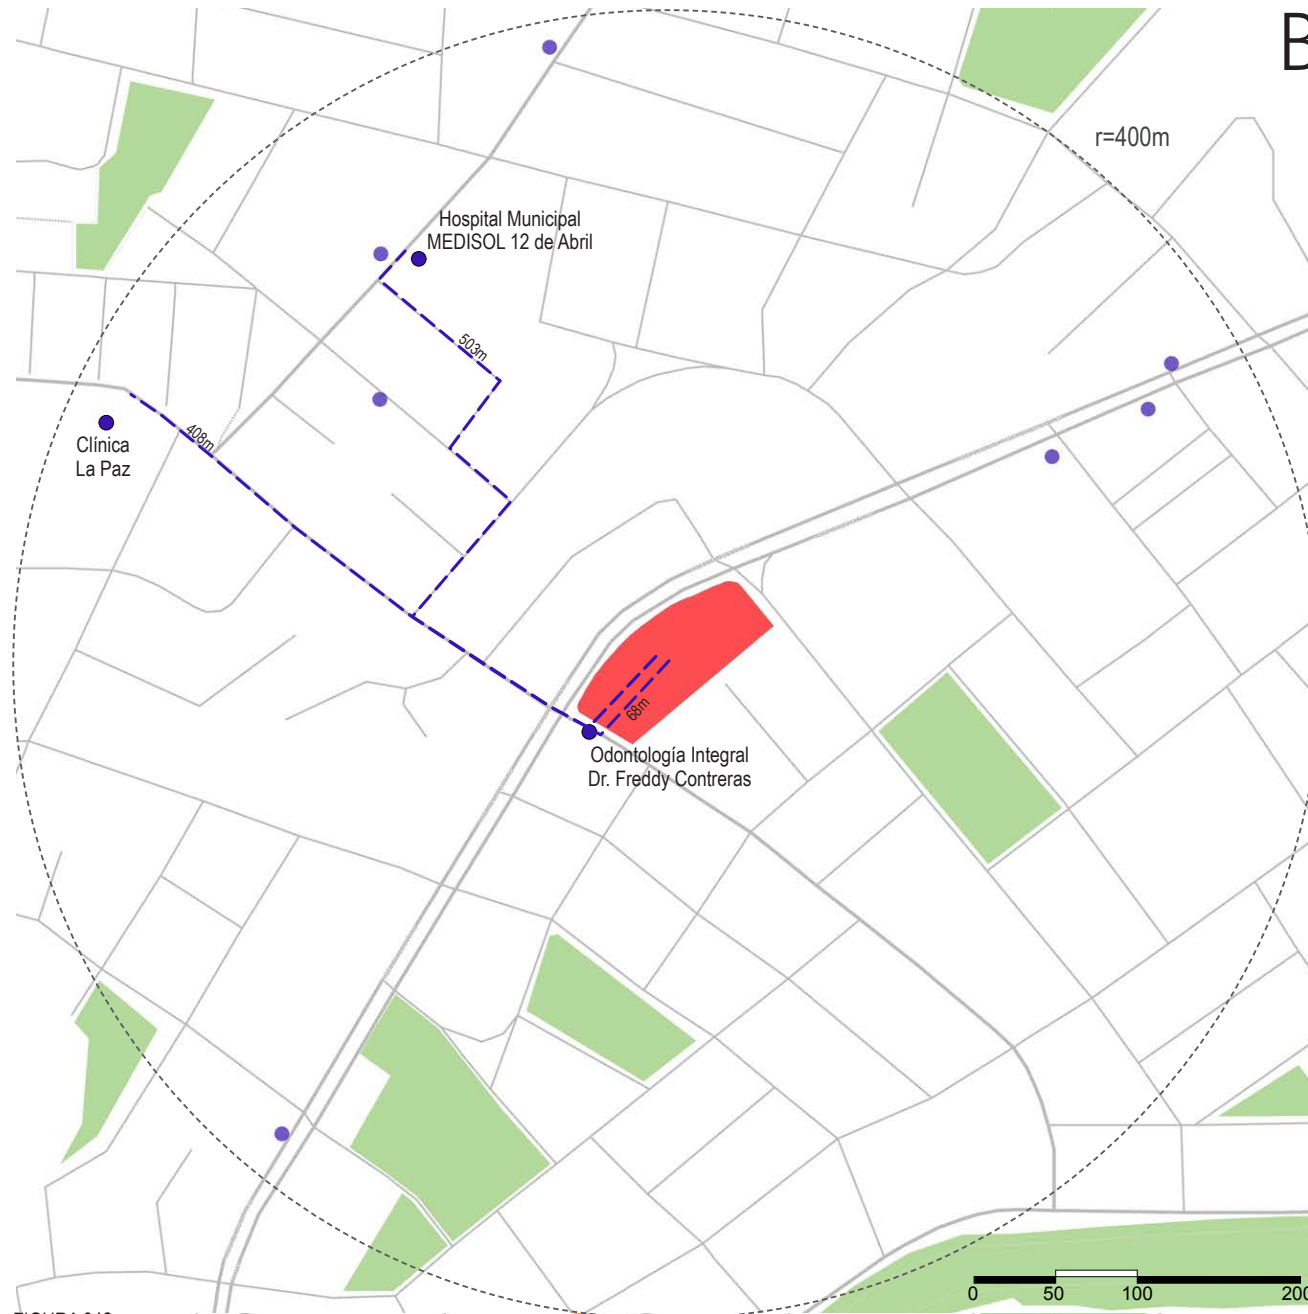 B
r=400m
Hospital Municipal
MEDISOL 12 de Abril
503m
408m
Clínica
La Paz
68m
Odontología Integral
Dr. Freddy Contreras
0 50 100 200